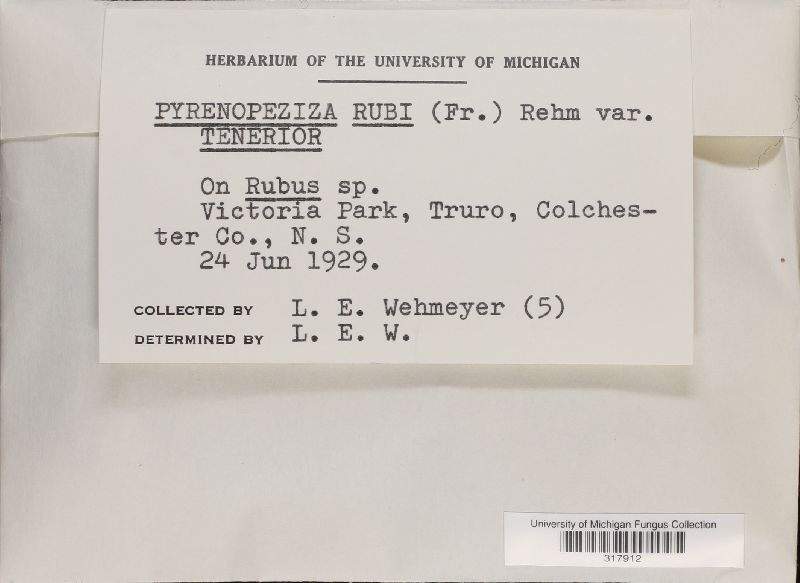 HERBARIUM OF THE UNIVERSITY OF MICHIGAN
PYRENOPEZIZA RUBI (Fr.) Rehm var.
TENERIOR
On Rubus sp.
Victoria Park, Truro, Colches-
ter Co., N. S.
24 Jun 1929.
COLLECTED BY L. E. Wehmeyer (5)
DETERMINED BY L. E. W.
University of Michigan Fungus Collection
317912